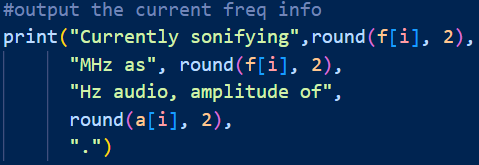 #output the current freq info
print("Currently sonifying",round(f[i], 2),
"MHz as", round(f[i], 2),
"Hz audio, amplitude of",
round(a[i], 2),
".")